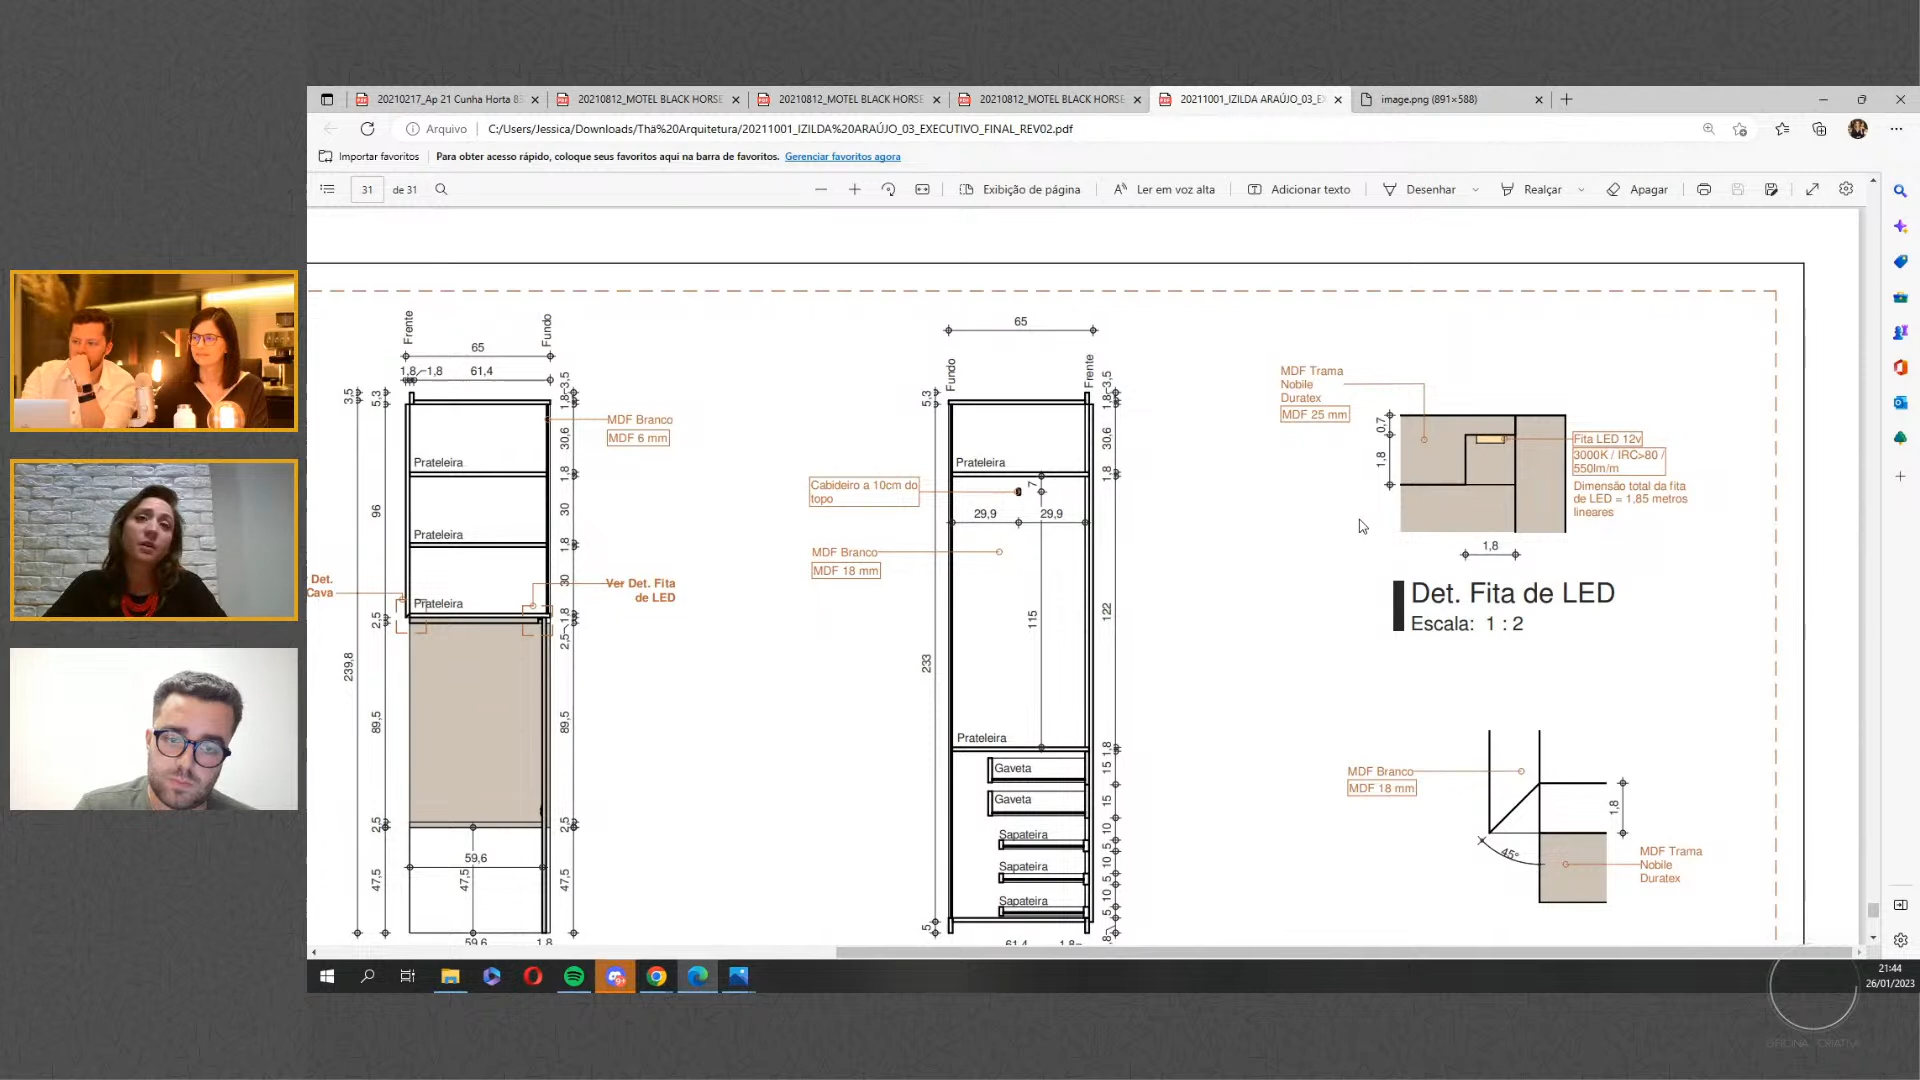 20210217_Ap 21 Cunha Horta 83
20210812_MOTEL BLACK HORSE
20210812_MOTEL BLACK HORSE
20210812_MOTEL BLACK HORSE
20211001_IZILDA ARAÚJO_03_EX
image.png (891×588)
Arquivo
C:/Users/Jessica/Downloads/Thá%20Arquitetura/20211001_IZILDA%20ARAÚJO_03_EXECUTIVO_FINAL_REV02.pdf
Importar favoritos
Para obter acesso rápido, coloque seus favoritos aqui na barra de favoritos.
Gerenciar favoritos agora
31
de 31
Exibição de página
Ler em voz alta
Adicionar texto
Desenhar
Realçar
Apagar
Frente
Fundo
65
1,8
1,8
61,4
3,5
5,3
1,8
3,5
MDF Branco
MDF 6 mm
30,6
Prateleira
1,8
96
30
Prateleira
1,8
30
Det.
Cava
Ver Det. Fita
de LED
Prateleira
1,8
2,5
2,5
239,8
89,5
89,5
2,5
2,5
59,6
47,5
47,5
47,5
59,6
1,8
65
Fundo
Frente
5,3
1,8
3,5
30,6
Prateleira
1,8
Cabideiro a 10cm do
topo
7
29,9
29,9
MDF Branco
MDF 18 mm
115
122
233
Prateleira
1,8
Gaveta
15
Gaveta
15
Sapateira
10
5
Sapateira
10
5
Sapateira
10
5
5
61,4
1,8
MDF Trama
Nobile
Duratex
MDF 25 mm
0,7
1,8
Fita LED 12v
3000K / IRC>80 /
550lm/m
Dimensão total da fita
de LED = 1,85 metros
lineares
1,8
Det. Fita de LED
Escala: 1 : 2
MDF Branco
MDF 18 mm
1,8
45°
MDF Trama
Nobile
Duratex
9+
21:44
26/01/2023
OFICINA CRIATIVA